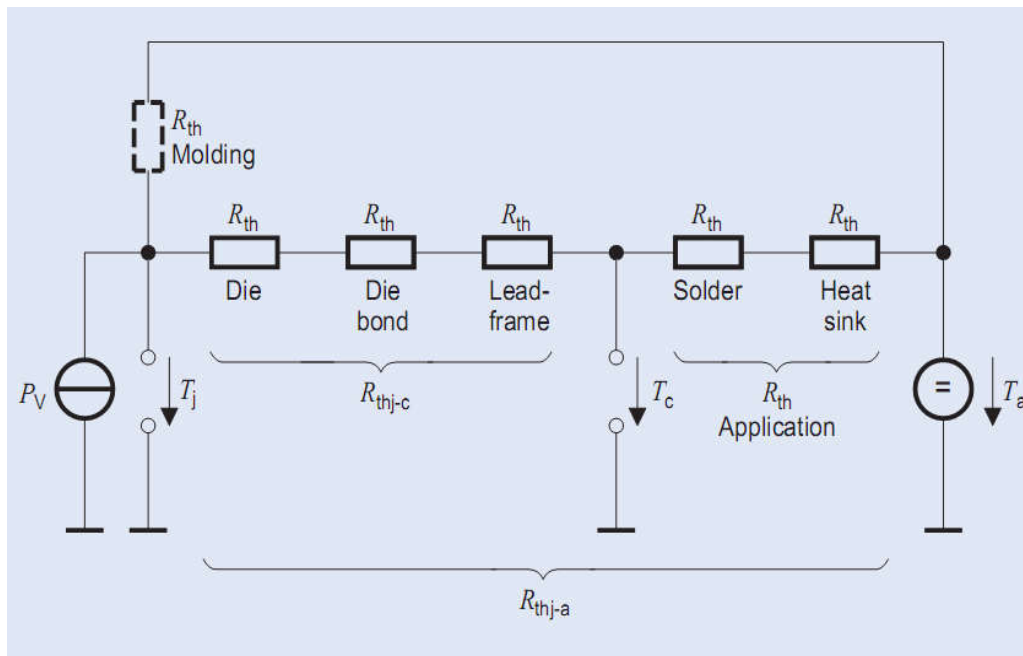 Rth
Molding
Rth
Rth
Rth
Rth
Rth
Die
Die
bond
Lead-
frame
Solder
Heat
sink
PV
Tj
Rthj-c
Tc
Rth
Application
=
Ta
Rthj-a